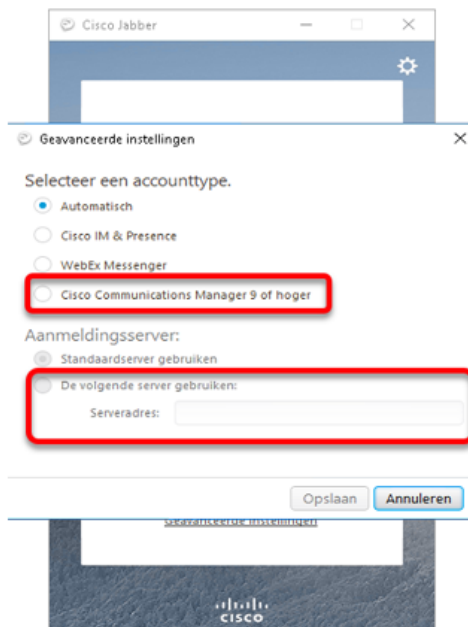 Cisco Jabber
Geavanceerde instellingen
Selecteer een accounttype.
Automatisch
Cisco IM & Presence
WebEx Messenger
Cisco Communications Manager 9 of hoger
Aanmeldingsserver:
Standaardserver gebruiken
De volgende server gebruiken:
Serveradres:
Opslaan Annuleren
Geavanceerde instellingen
CISCO